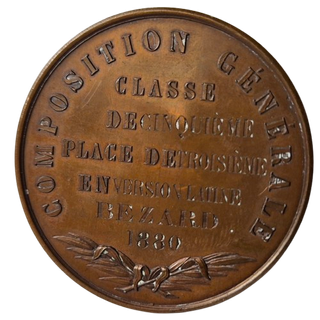 COMPOSITION GÉNÉRALE
CLASSE
DE CINQUIÈME
PLACE DE TROISIÈME
EN VERSION LATINE
BEZARD
1880